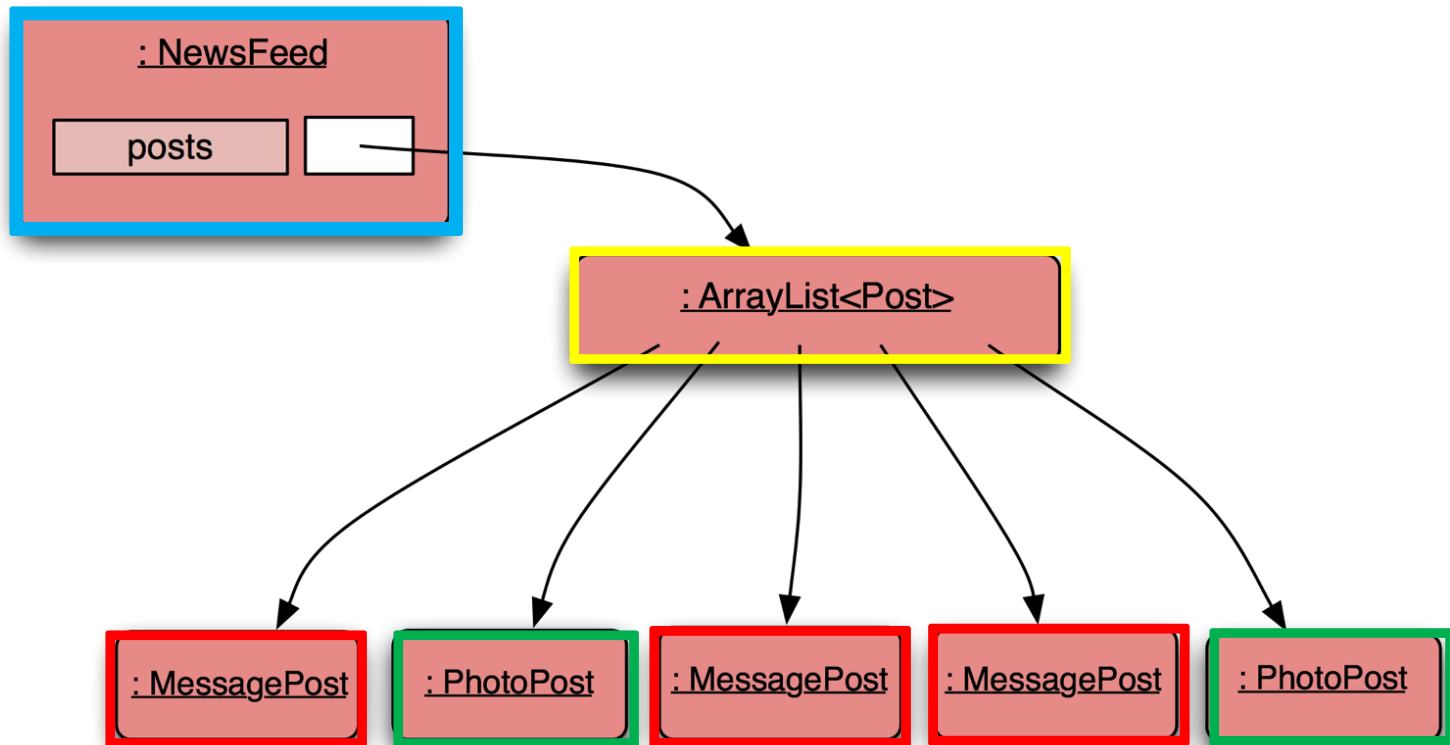 : NewsFeed
posts
: ArrayList<Post>
: MessagePost
: PhotoPost
: MessagePost
: MessagePost
: PhotoPost